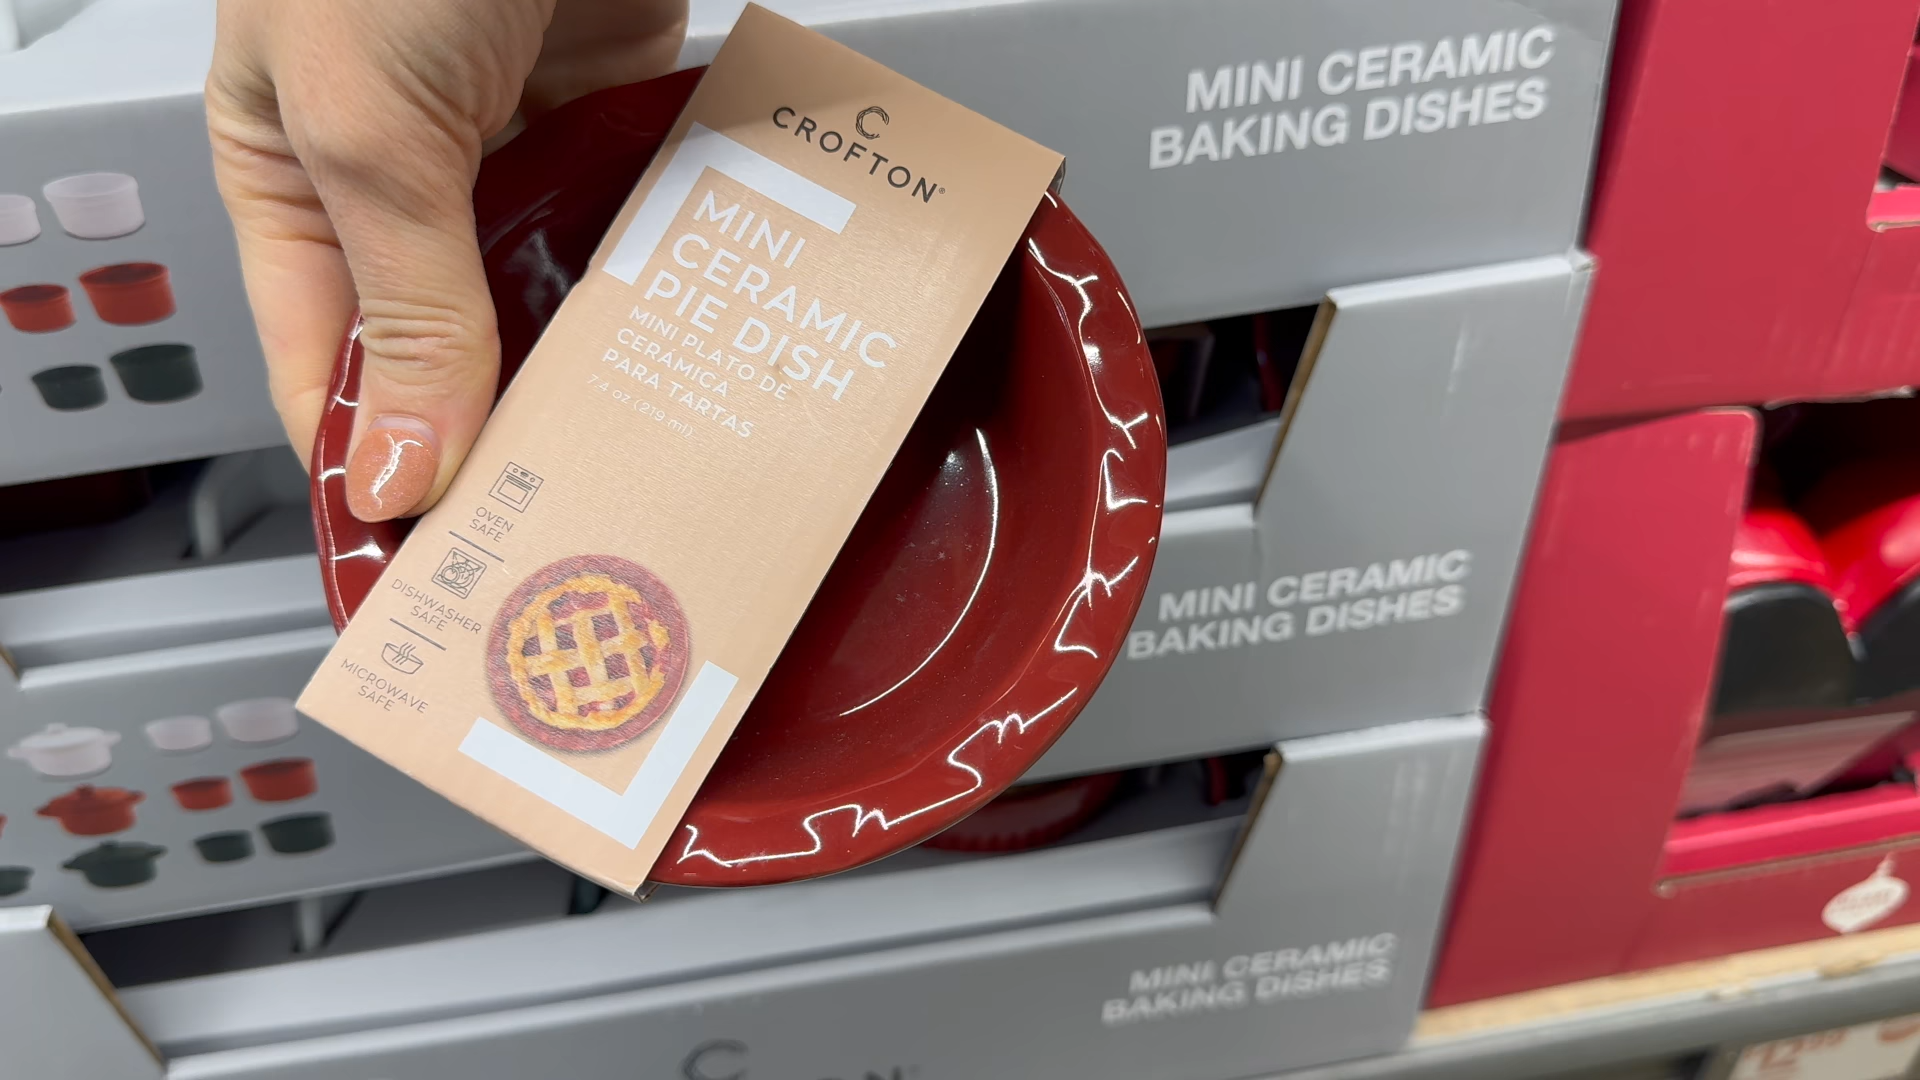 CROFTON®
MINI
CERAMIC
PIE DISH
MINI PLATO DE
CERÁMICA
PARA TARTAS
7.4 oz (219 ml)
OVEN
SAFE
DISHWASHER
SAFE
MICROWAVE
SAFE
MINI CERAMIC
BAKING DISHES
MINI CERAMIC
BAKING DISHES
MINI CERAMIC
BAKING DISHES